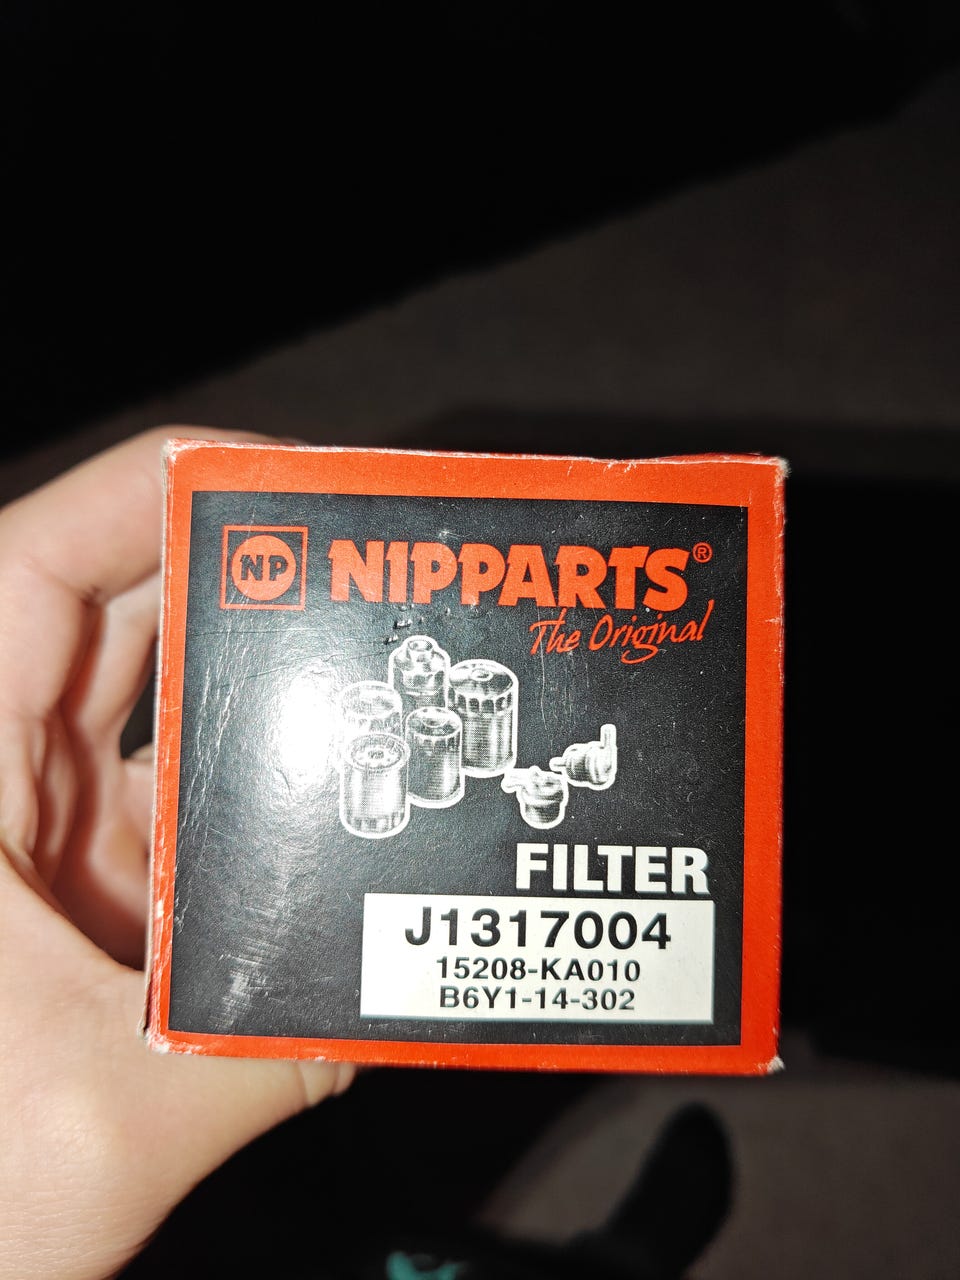 NP NIPPARTS®
The Original
FILTER
J1317004
15208-KA010
B6Y1-14-302